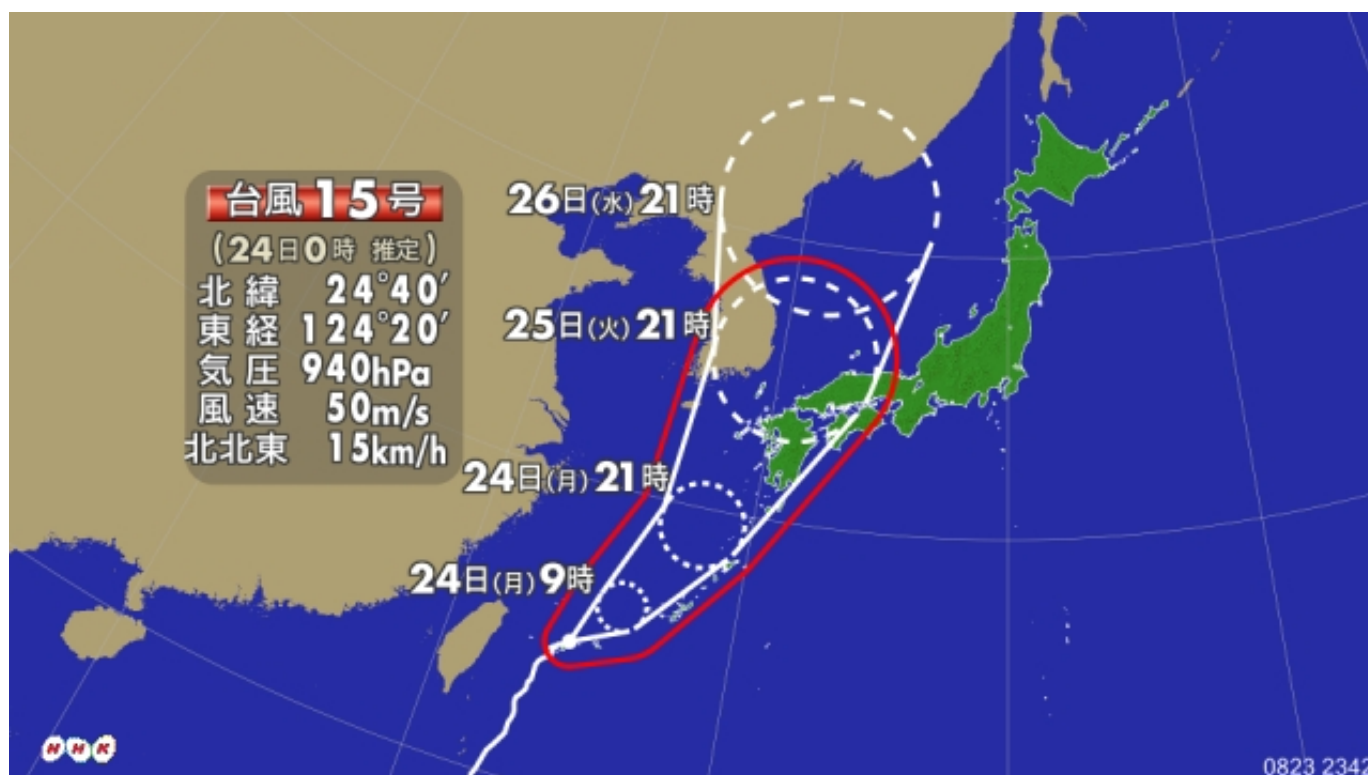 台風15号
(24日0時 推定)
北緯 24°40′
東経 124°20′
気圧 940hPa
風速 50m/s
北北東 15km/h
26日(水)21時
25日(火)21時
24日(月)21時
24日(月)9時
NHK
0823 2342